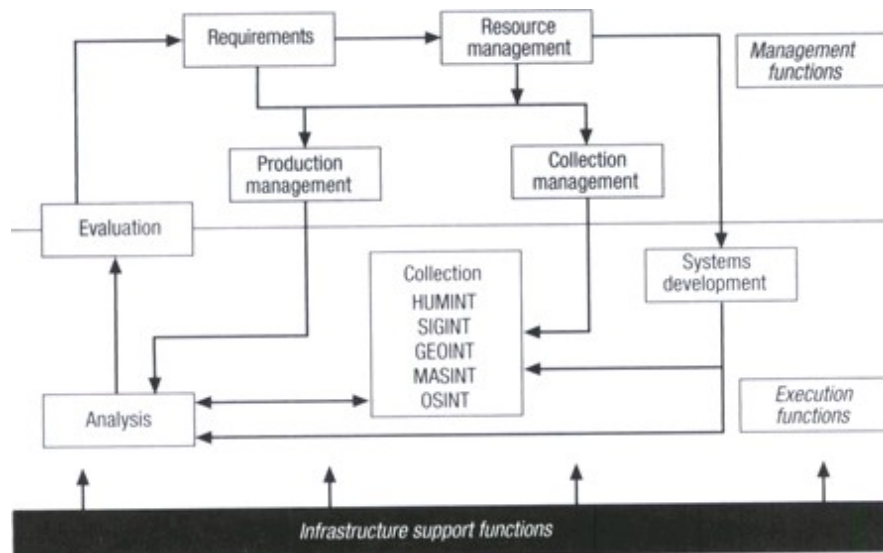 Requirements
Resource
management
Management
functions
Production
management
Collection
management
Evaluation
Collection
HUMINT
SIGINT
GEOINT
MASINT
OSINT
Systems
development
Analysis
Execution
functions
Infrastructure support functions